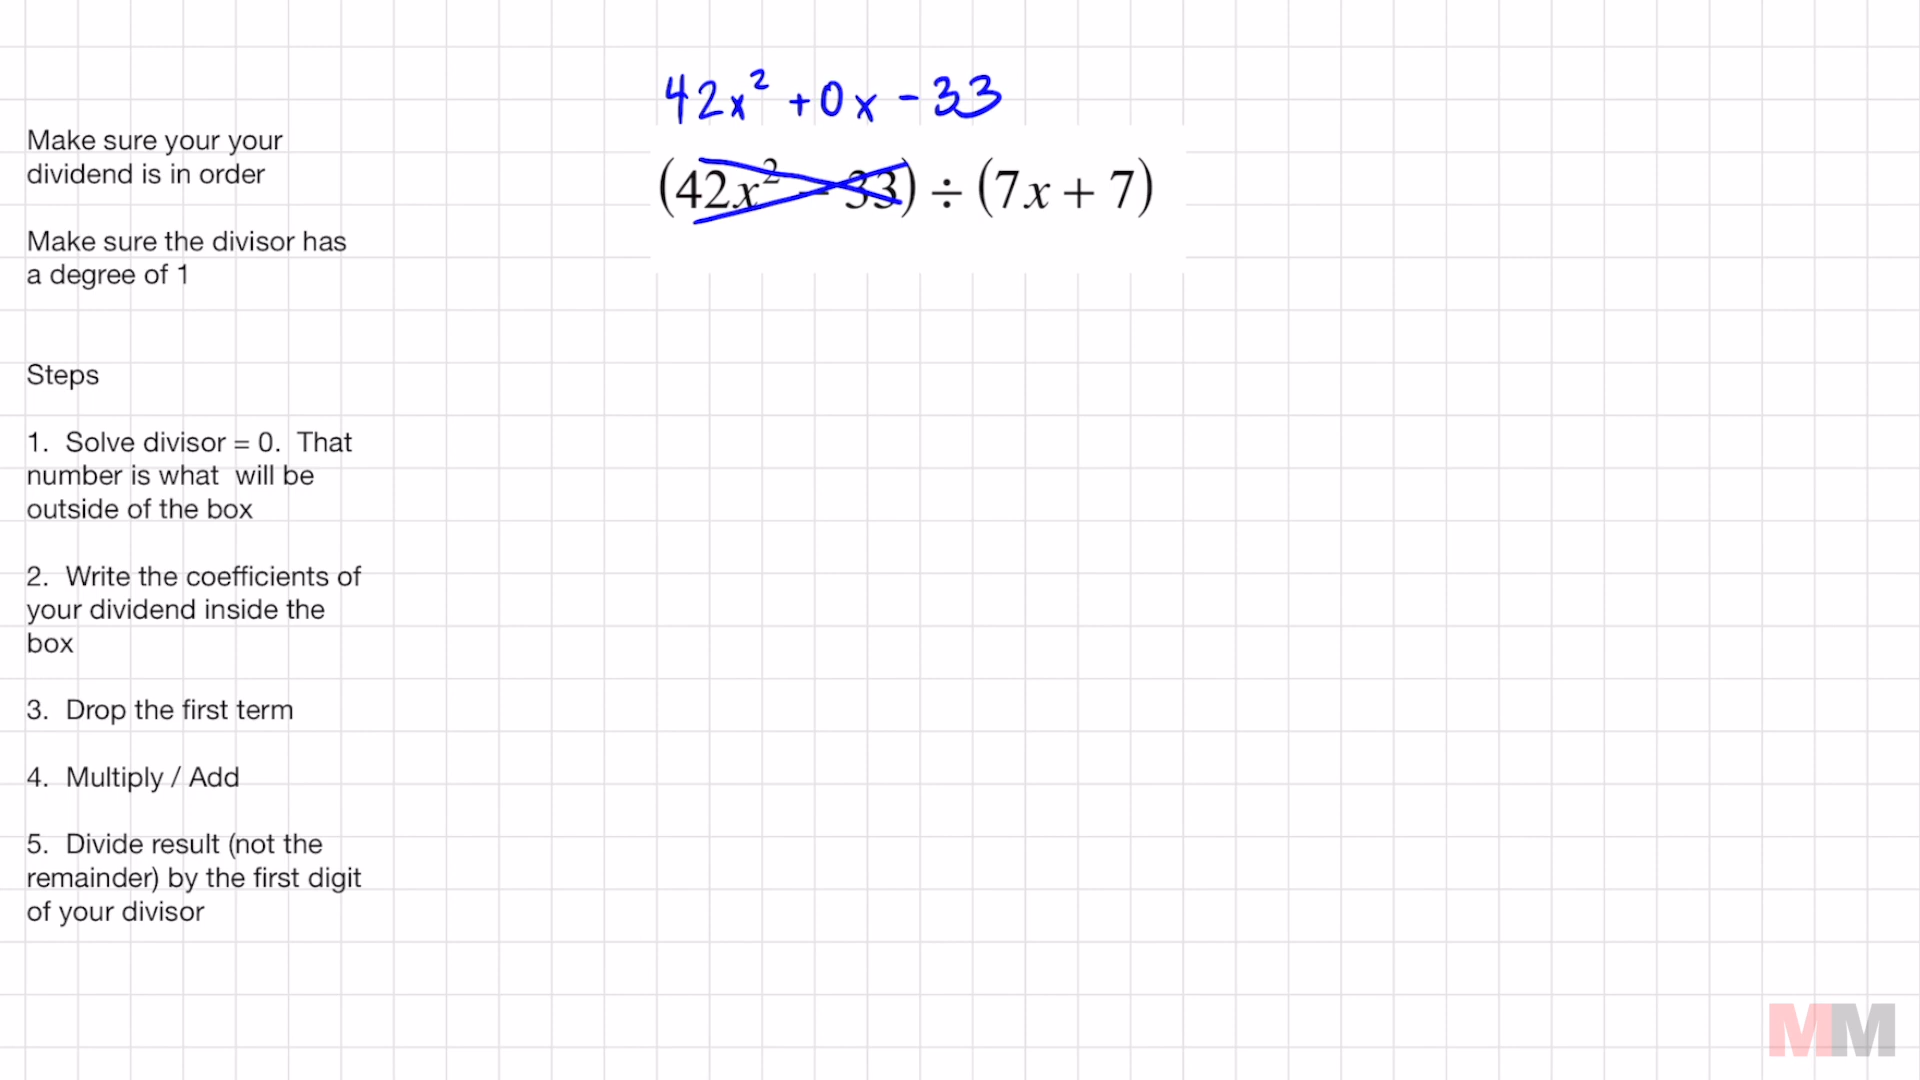 42x² + 0x - 33
(42x² − 33) ÷ (7x + 7)
Make sure your your
dividend is in order
Make sure the divisor has
a degree of 1
Steps
1. Solve divisor = 0. That
number is what will be
outside of the box
2. Write the coefficients of
your dividend inside the
box
3. Drop the first term
4. Multiply / Add
5. Divide result (not the
remainder) by the first digit
of your divisor
MM